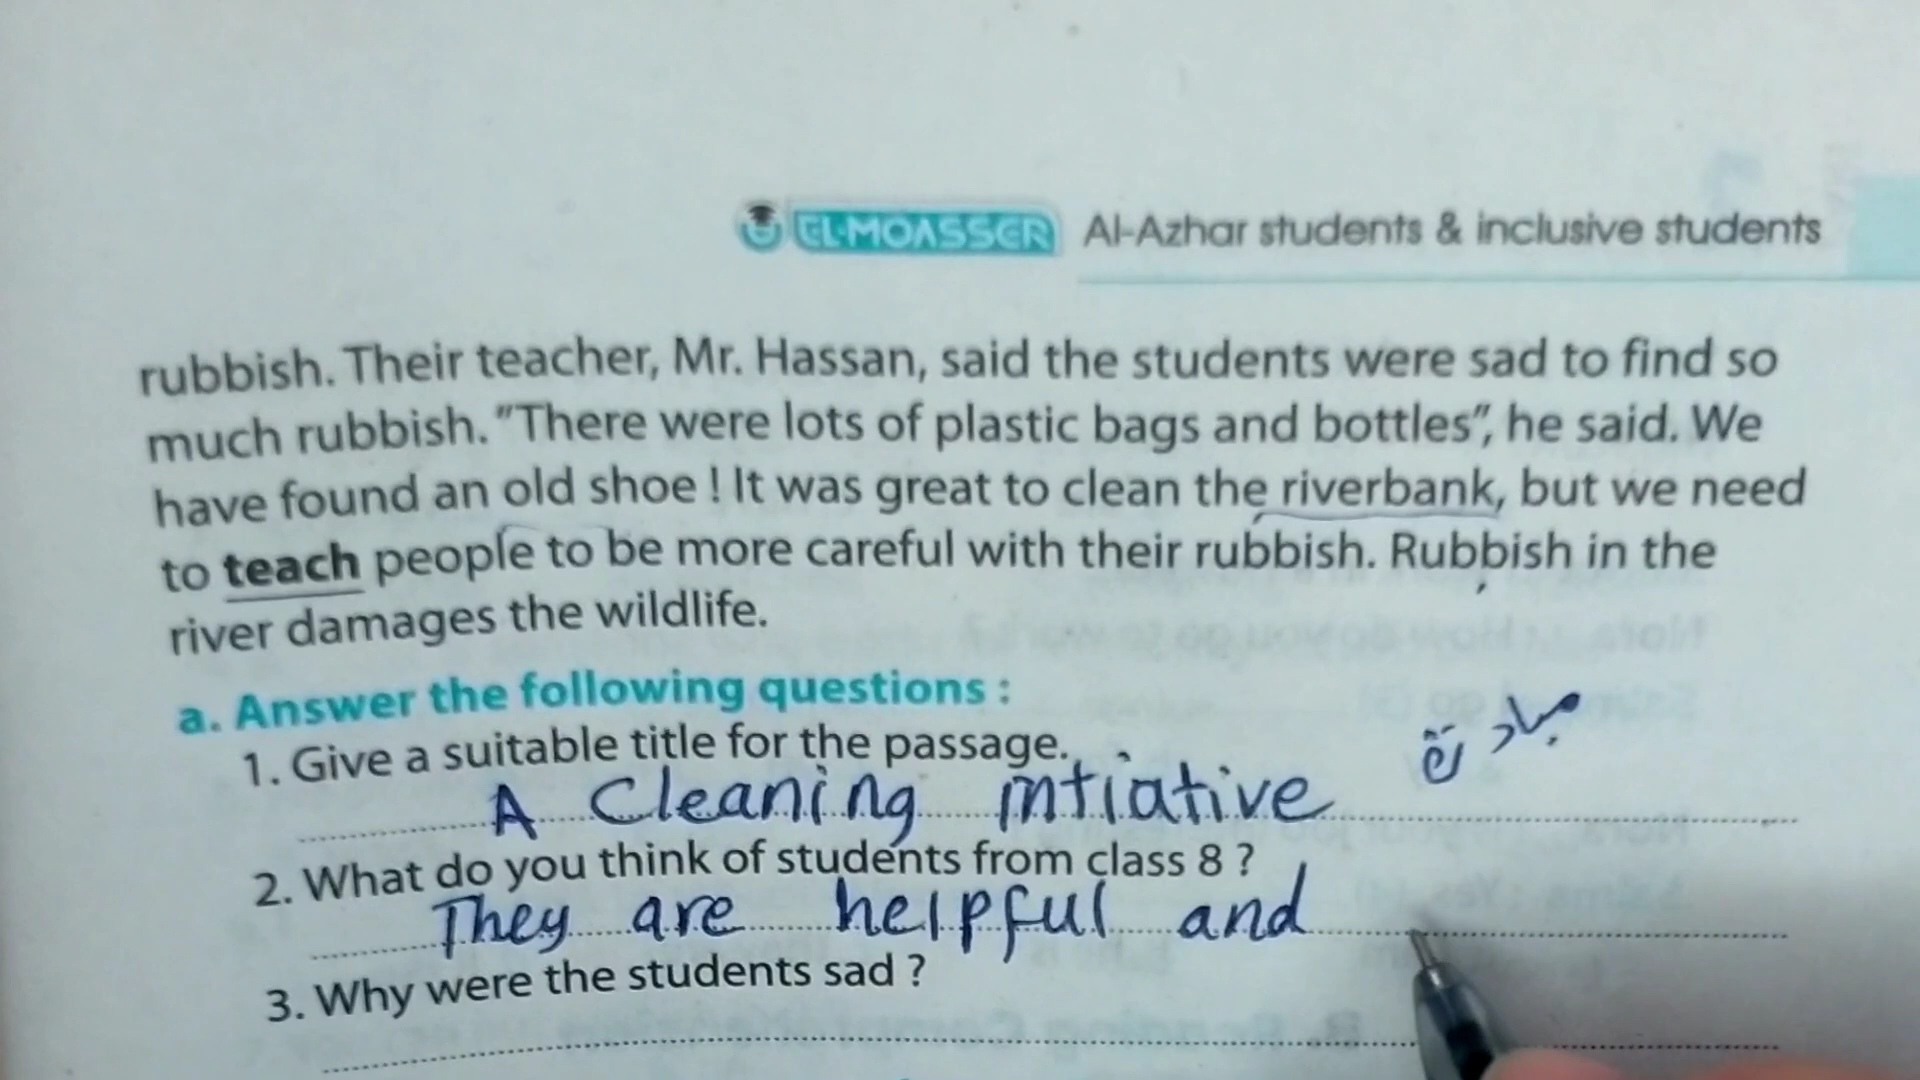 EL-MOASSER Al-Azhar students & inclusive students
rubbish. Their teacher, Mr. Hassan, said the students were sad to find so
much rubbish. "There were lots of plastic bags and bottles", he said. We
have found an old shoe ! It was great to clean the riverbank, but we need
to teach people to be more careful with their rubbish. Rubbish in the
river damages the wildlife.
a. Answer the following questions :
1. Give a suitable title for the passage.
مبادرة
A Cleaning intiative
2. What do you think of students from class 8 ?
They are helpful and
3. Why were the students sad ?